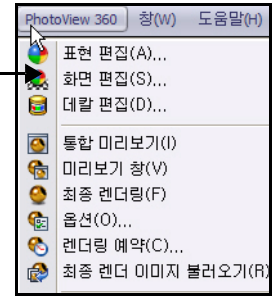 PhotoView 360 창(W) 도움말(H)
표현 편집(A)...
화면 편집(S)...
데칼 편집(D)...
통합 미리보기(I)
미리보기 창(V)
최종 렌더링(F)
옵션(O)...
렌더링 예약(C)...
최종 렌더 이미지 불러오기(R)